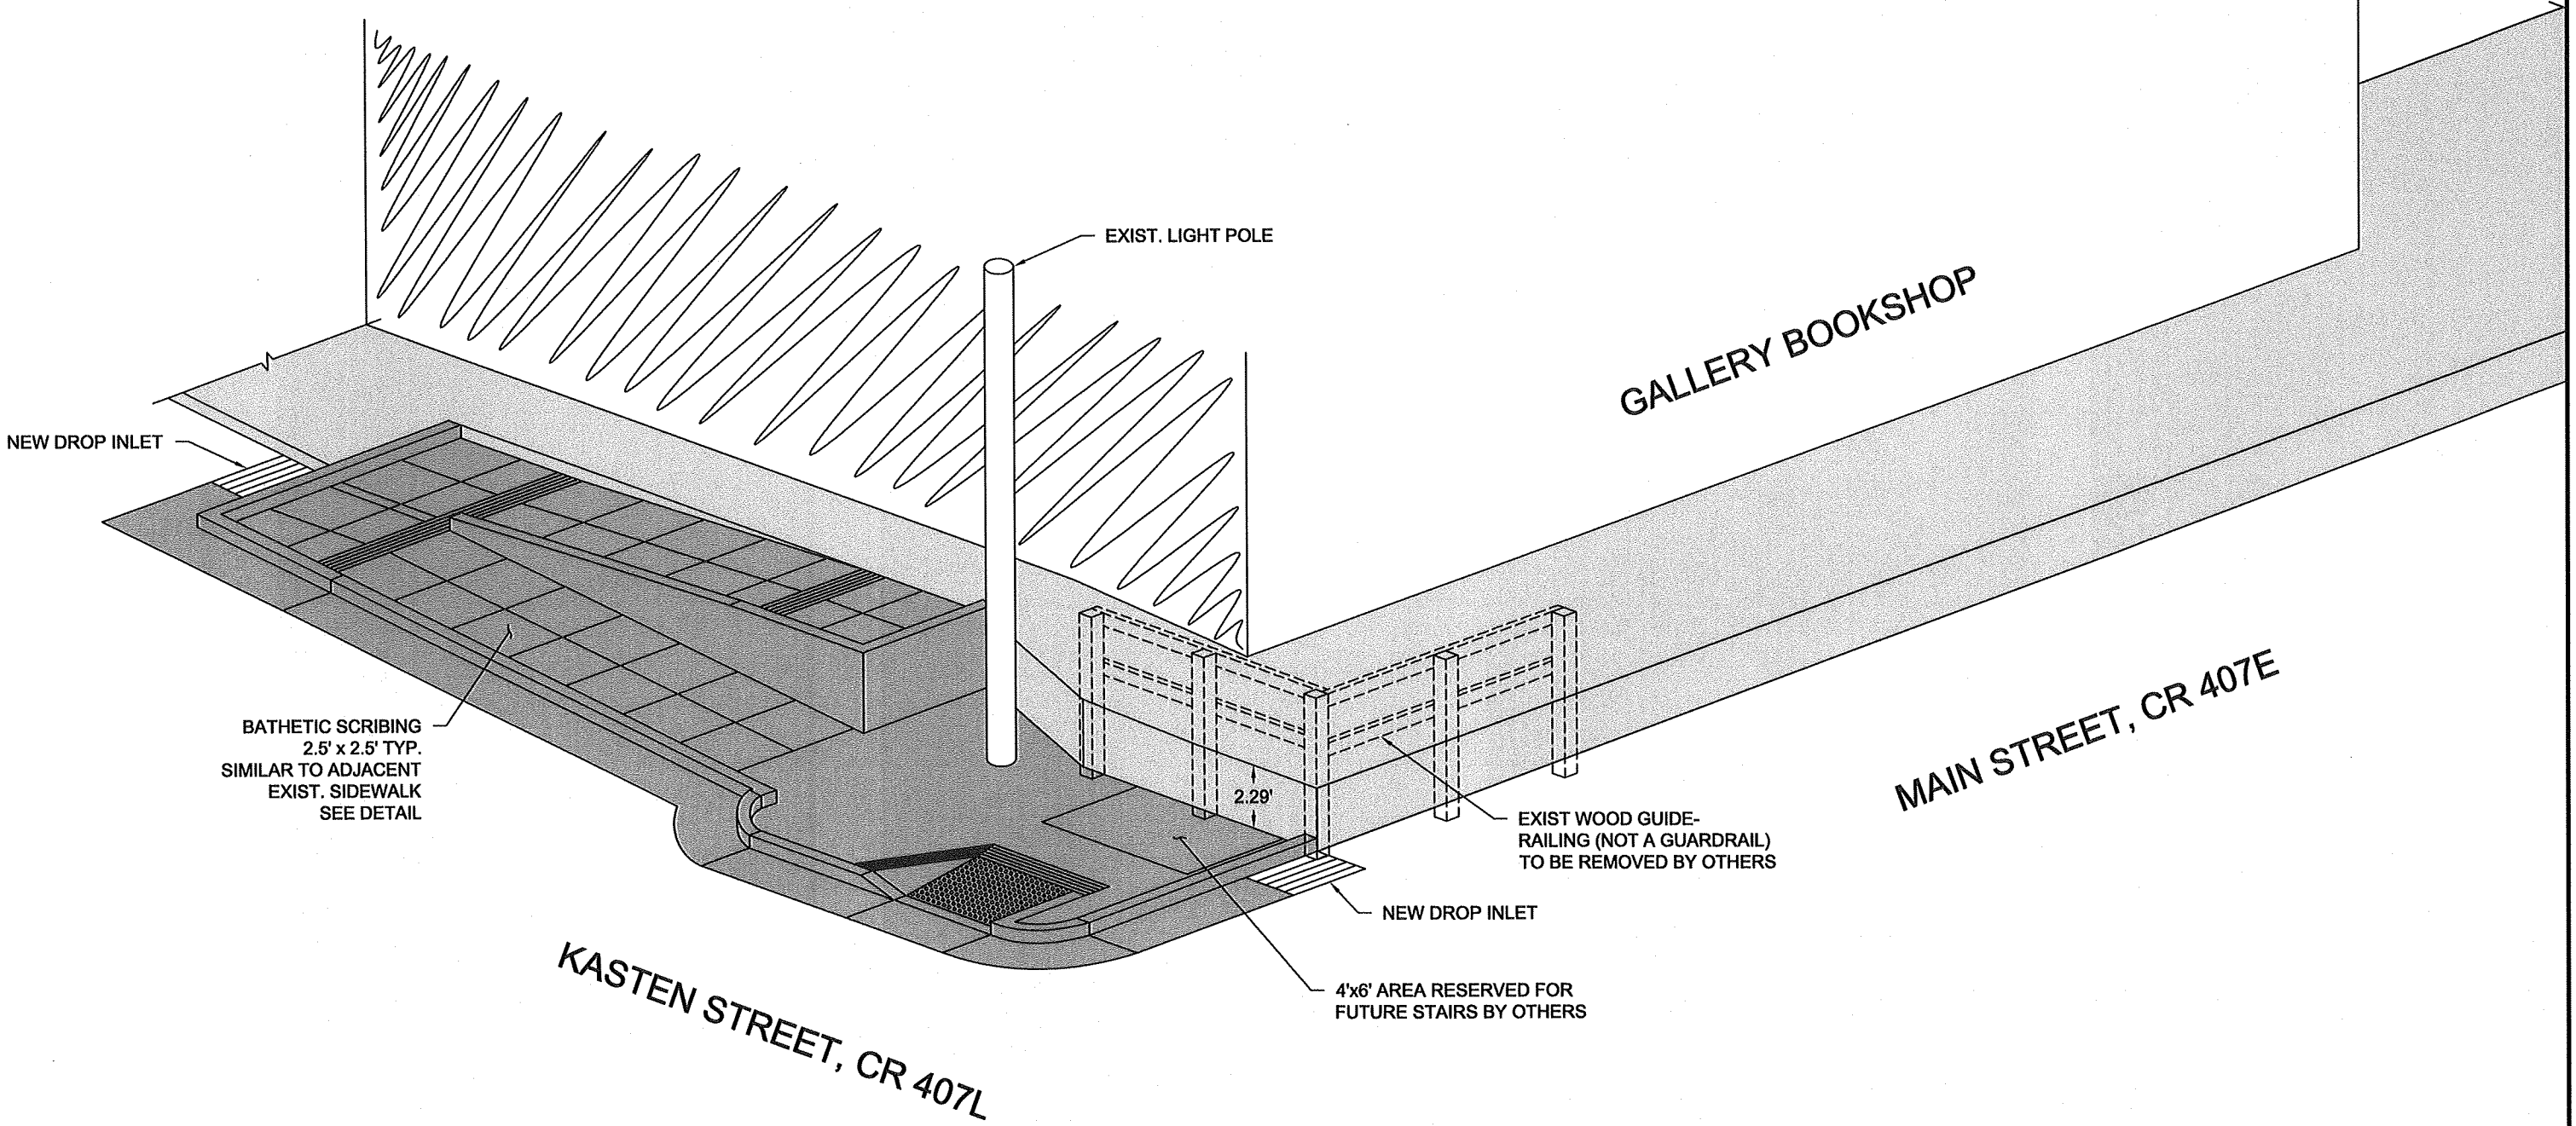 EXIST. LIGHT POLE
GALLERY BOOKSHOP
NEW DROP INLET
MAIN STREET, CR 407E
BATHETIC SCRIBING
2.5' x 2.5' TYP.
SIMILAR TO ADJACENT
EXIST. SIDEWALK
SEE DETAIL
2.29'
EXIST WOOD GUIDE-
RAILING (NOT A GUARDRAIL)
TO BE REMOVED BY OTHERS
NEW DROP INLET
4'x6' AREA RESERVED FOR
FUTURE STAIRS BY OTHERS
KASTEN STREET, CR 407L